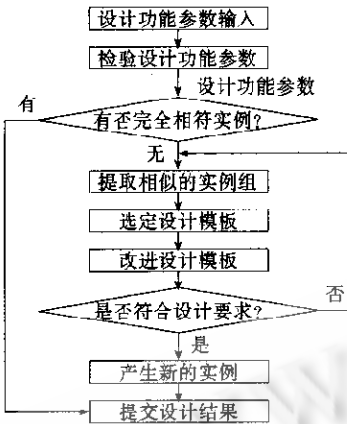 设计功能参数输入
检验设计功能参数
设计功能参数
有
有否完全相符实例?
无
提取相似的实例组
选定设计模板
改进设计模板
否
是否符合设计要求?
是
产生新的实例
提交设计结果